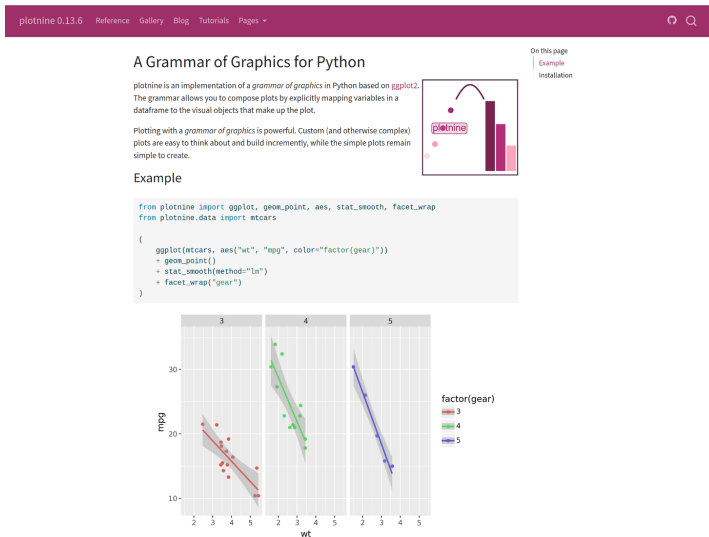 plotnine 0.13.6 Reference Gallery Blog Tutorials Pages
On this page
Example
Installation
A Grammar of Graphics for Python
plotnine is an implementation of a grammar of graphics in Python based on ggplot2.
The grammar allows you to compose plots by explicitly mapping variables in a
dataframe to the visual objects that make up the plot.
plotnine
Plotting with a grammar of graphics is powerful. Custom (and otherwise complex)
plots are easy to think about and build incremently, while the simple plots remain
simple to create.
Example
from plotnine import ggplot, geom_point, aes, stat_smooth, facet_wrap
from plotnine.data import mtcars
(
ggplot(mtcars, aes("wt", "mpg", color="factor(gear)"))
+ geom_point()
+ stat_smooth(method="lm")
+ facet_wrap("gear")
)
3 4 5
30
20
10
mpg
2 3 4 5 2 3 4 5 2 3 4 5
wt
factor(gear)
3
4
5